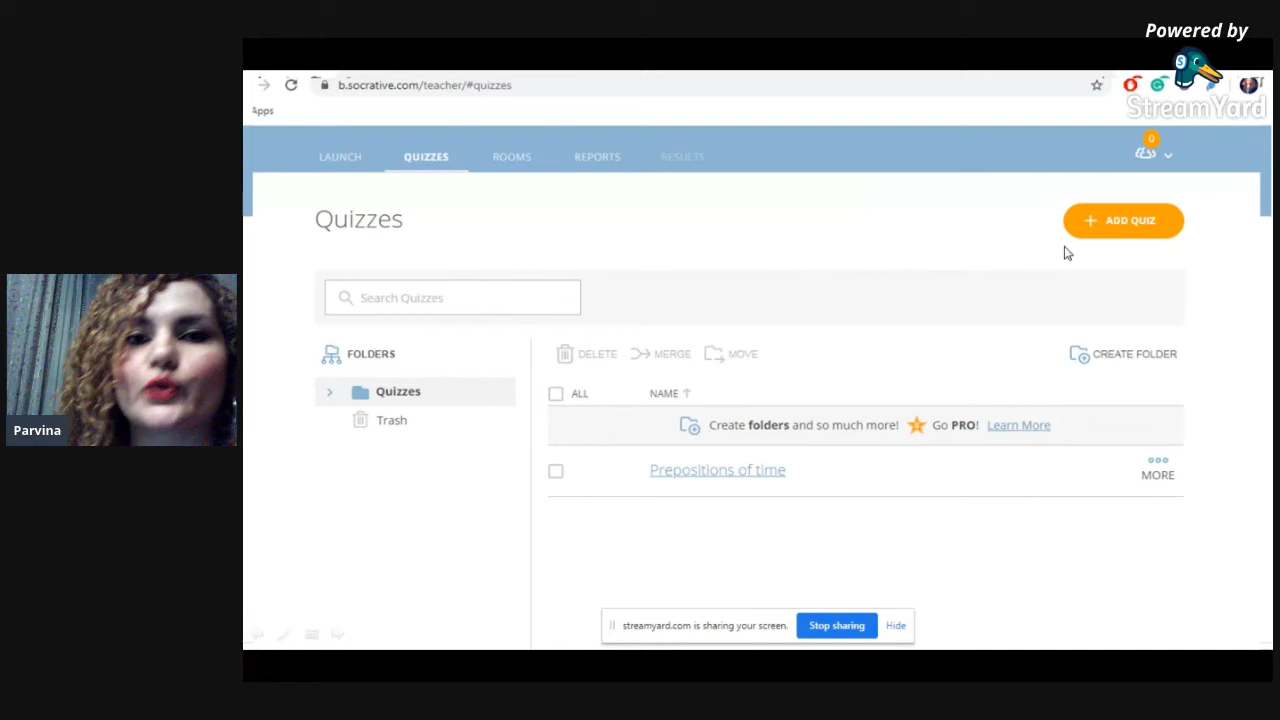 Powered by
StreamYard
b.socrative.com/teacher/#quizzes
Apps
0
LAUNCH QUIZZES ROOMS REPORTS RESULTS
Quizzes
+ ADD QUIZ
Search Quizzes
FOLDERS
Quizzes
Trash
DELETE MERGE MOVE CREATE FOLDER
ALL NAME
Create folders and so much more! Go PRO! Learn More
Prepositions of time
MORE
Parvina
streamyard.com is sharing your screen. Stop sharing Hide